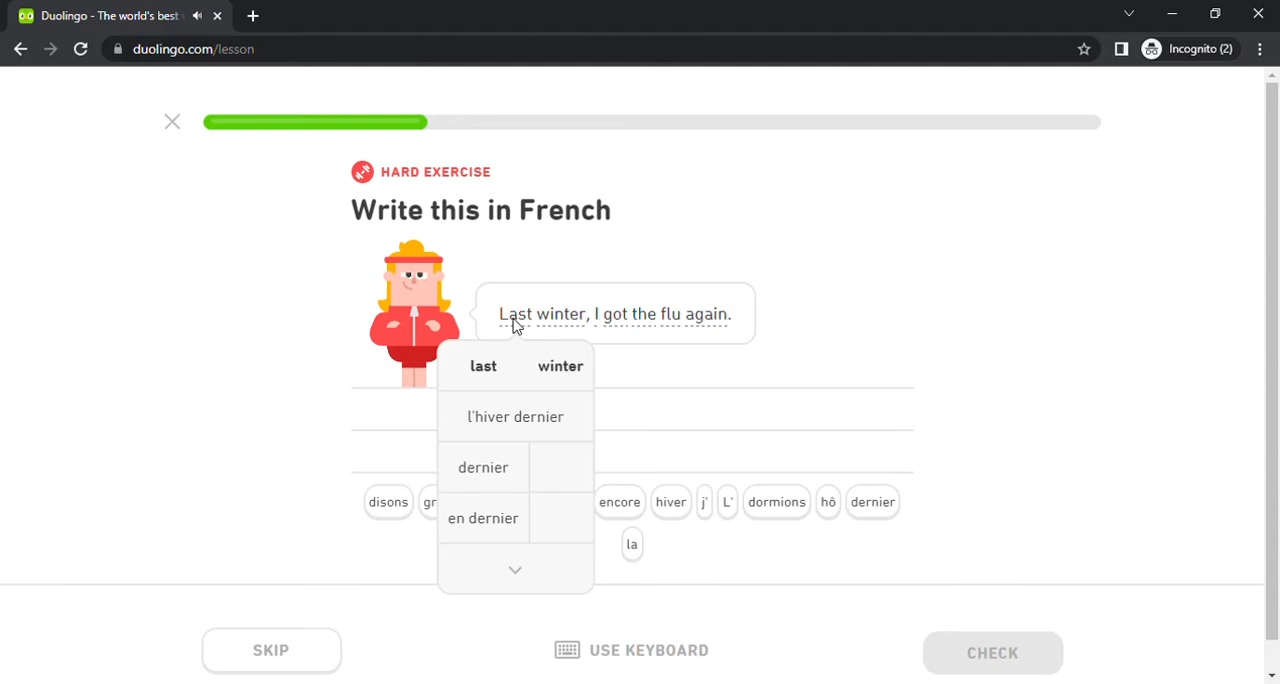 Duolingo - The world's best
duolingo.com/lesson
Incognito (2)
HARD EXERCISE
Write this in French
Last winter, I got the flu again.
last winter
l'hiver dernier
dernier
en dernier
disons gr encore hiver j' L' dormions hô dernier
la
SKIP USE KEYBOARD CHECK